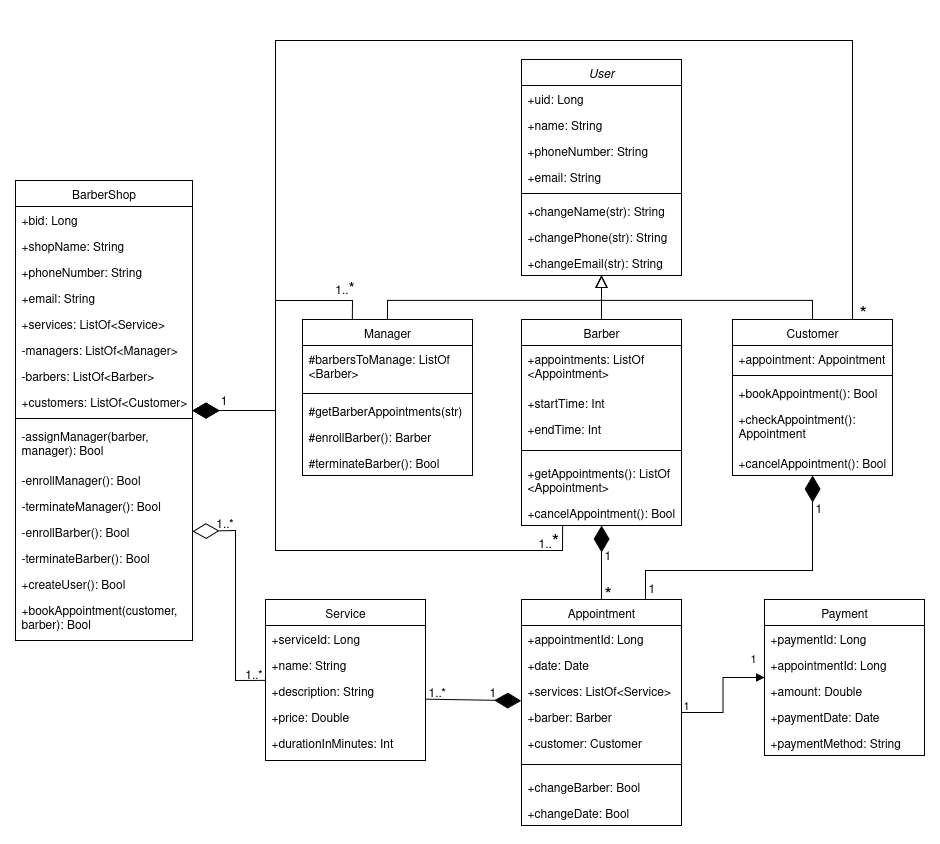 User
+uid: Long
+name: String
+phoneNumber: String
+email: String
+changeName(str): String
+changePhone(str): String
+changeEmail(str): String
BarberShop
+bid: Long
+shopName: String
+phoneNumber: String
+email: String
+services: ListOf<Service>
-managers: ListOf<Manager>
-barbers: ListOf<Barber>
+customers: ListOf<Customer>
-assignManager(barber,
manager): Bool
-enrollManager(): Bool
-terminateManager(): Bool
-enrollBarber(): Bool
-terminateBarber(): Bool
+createUser(): Bool
+bookAppointment(customer,
barber): Bool
1
1..*
1..*
*
Manager
#barbersToManage: ListOf
<Barber>
#getBarberAppointments(str)
#enrollBarber(): Barber
#terminateBarber(): Bool
Barber
+appointments: ListOf
<Appointment>
+startTime: Int
+endTime: Int
+getAppointments(): ListOf
<Appointment>
+cancelAppointment(): Bool
Customer
+appointment: Appointment
+bookAppointment(): Bool
+checkAppointment():
Appointment
+cancelAppointment(): Bool
1..*
1
*
1
1
1..*
Service
+serviceId: Long
+name: String
+description: String
+price: Double
+durationInMinutes: Int
1..*
1
Appointment
+appointmentId: Long
+date: Date
+services: ListOf<Service>
+barber: Barber
+customer: Customer
+changeBarber: Bool
+changeDate: Bool
1
1
Payment
+paymentId: Long
+appointmentId: Long
+amount: Double
+paymentDate: Date
+paymentMethod: String